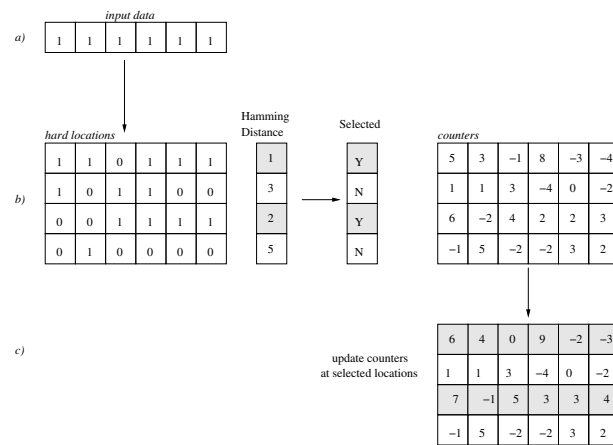 input data
a)
1 1 1 1 1 1
Hamming
Distance
Selected
hard locations
counters
1 1 0 1 1 1 1 Y 5 3 −1 8 −3 −4
1 0 1 1 0 0 3 N 1 1 3 −4 0 −2
b)
0 0 1 1 1 1 2 Y 6 −2 4 2 2 3
0 1 0 0 0 0 5 N −1 5 −2 −2 3 2
6 4 0 9 −2 −3
c)
update counters
at selected locations
1 1 3 −4 0 −2
7 −1 5 3 3 4
−1 5 −2 −2 3 2